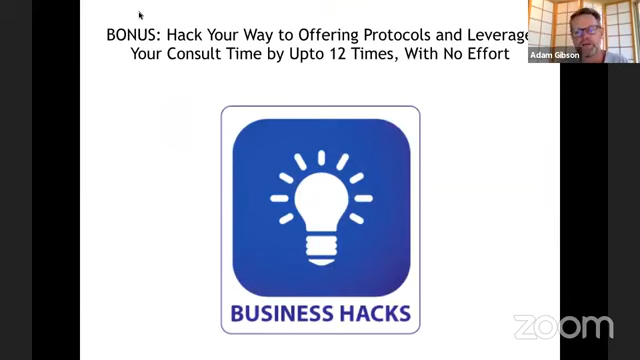 BONUS: Hack Your Way to Offering Protocols and Leverage
Your Consult Time by Upto 12 Times, With No Effort
Adam Gibson
BUSINESS HACKS
zoom